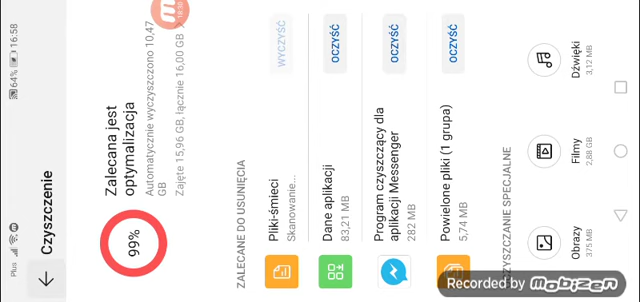 Plus
64% 16:58
Czyszczenie
99%
Zalecana jest
optymalizacja
Automatycznie wyczyszczono 10,47
GB
Zajęte 15,96 GB, łącznie 16,00 GB
ZALECANE DO USUNIĘCIA
Pliki-śmieci
Skanowanie...
WYCZYŚĆ
Dane aplikacji
83,21 MB
OCZYŚĆ
Program czyszczący dla
aplikacji Messenger
282 MB
OCZYŚĆ
Powielone pliki (1 grupa)
5,74 MB
OCZYŚĆ
ZYSZCZANIE SPECJALNE
Obrazy
375 MB
Filmy
2,88 GB
Dźwięki
3,12 MB
Recorded by Mobizen